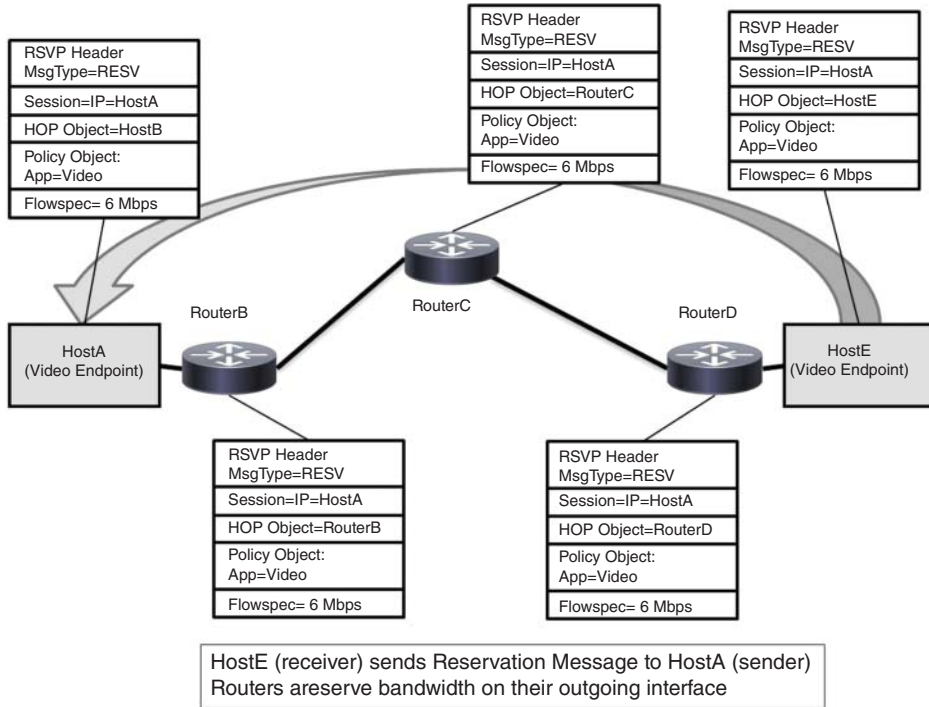 RSVP Header
MsgType=RESV
Session=IP=HostA
HOP Object=HostB
Policy Object:
App=Video
Flowspec= 6 Mbps
RSVP Header
MsgType=RESV
Session=IP=HostA
HOP Object=RouterC
Policy Object:
App=Video
Flowspec= 6 Mbps
RSVP Header
MsgType=RESV
Session=IP=HostA
HOP Object=HostE
Policy Object:
App=Video
Flowspec= 6 Mbps
HostA
(Video Endpoint)
RouterB
RouterC
RouterD
HostE
(Video Endpoint)
RSVP Header
MsgType=RESV
Session=IP=HostA
HOP Object=RouterB
Policy Object:
App=Video
Flowspec= 6 Mbps
RSVP Header
MsgType=RESV
Session=IP=HostA
HOP Object=RouterD
Policy Object:
App=Video
Flowspec= 6 Mbps
HostE (receiver) sends Reservation Message to HostA (sender)
Routers areserve bandwidth on their outgoing interface